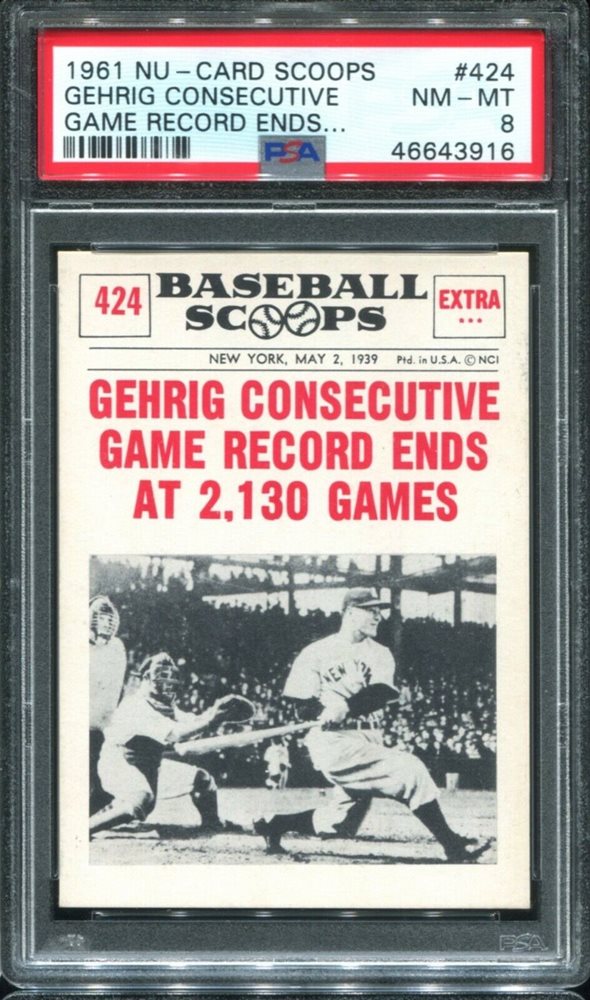 1961 NU-CARD SCOOPS #424
GEHRIG CONSECUTIVE NM-MT
GAME RECORD ENDS... 8
PSA 46643916
424 BASEBALL SCOOPS EXTRA
NEW YORK, MAY 2, 1939 Ptd. in U.S.A. © NCI
GEHRIG CONSECUTIVE
GAME RECORD ENDS
AT 2,130 GAMES
NEW YORK
PSA